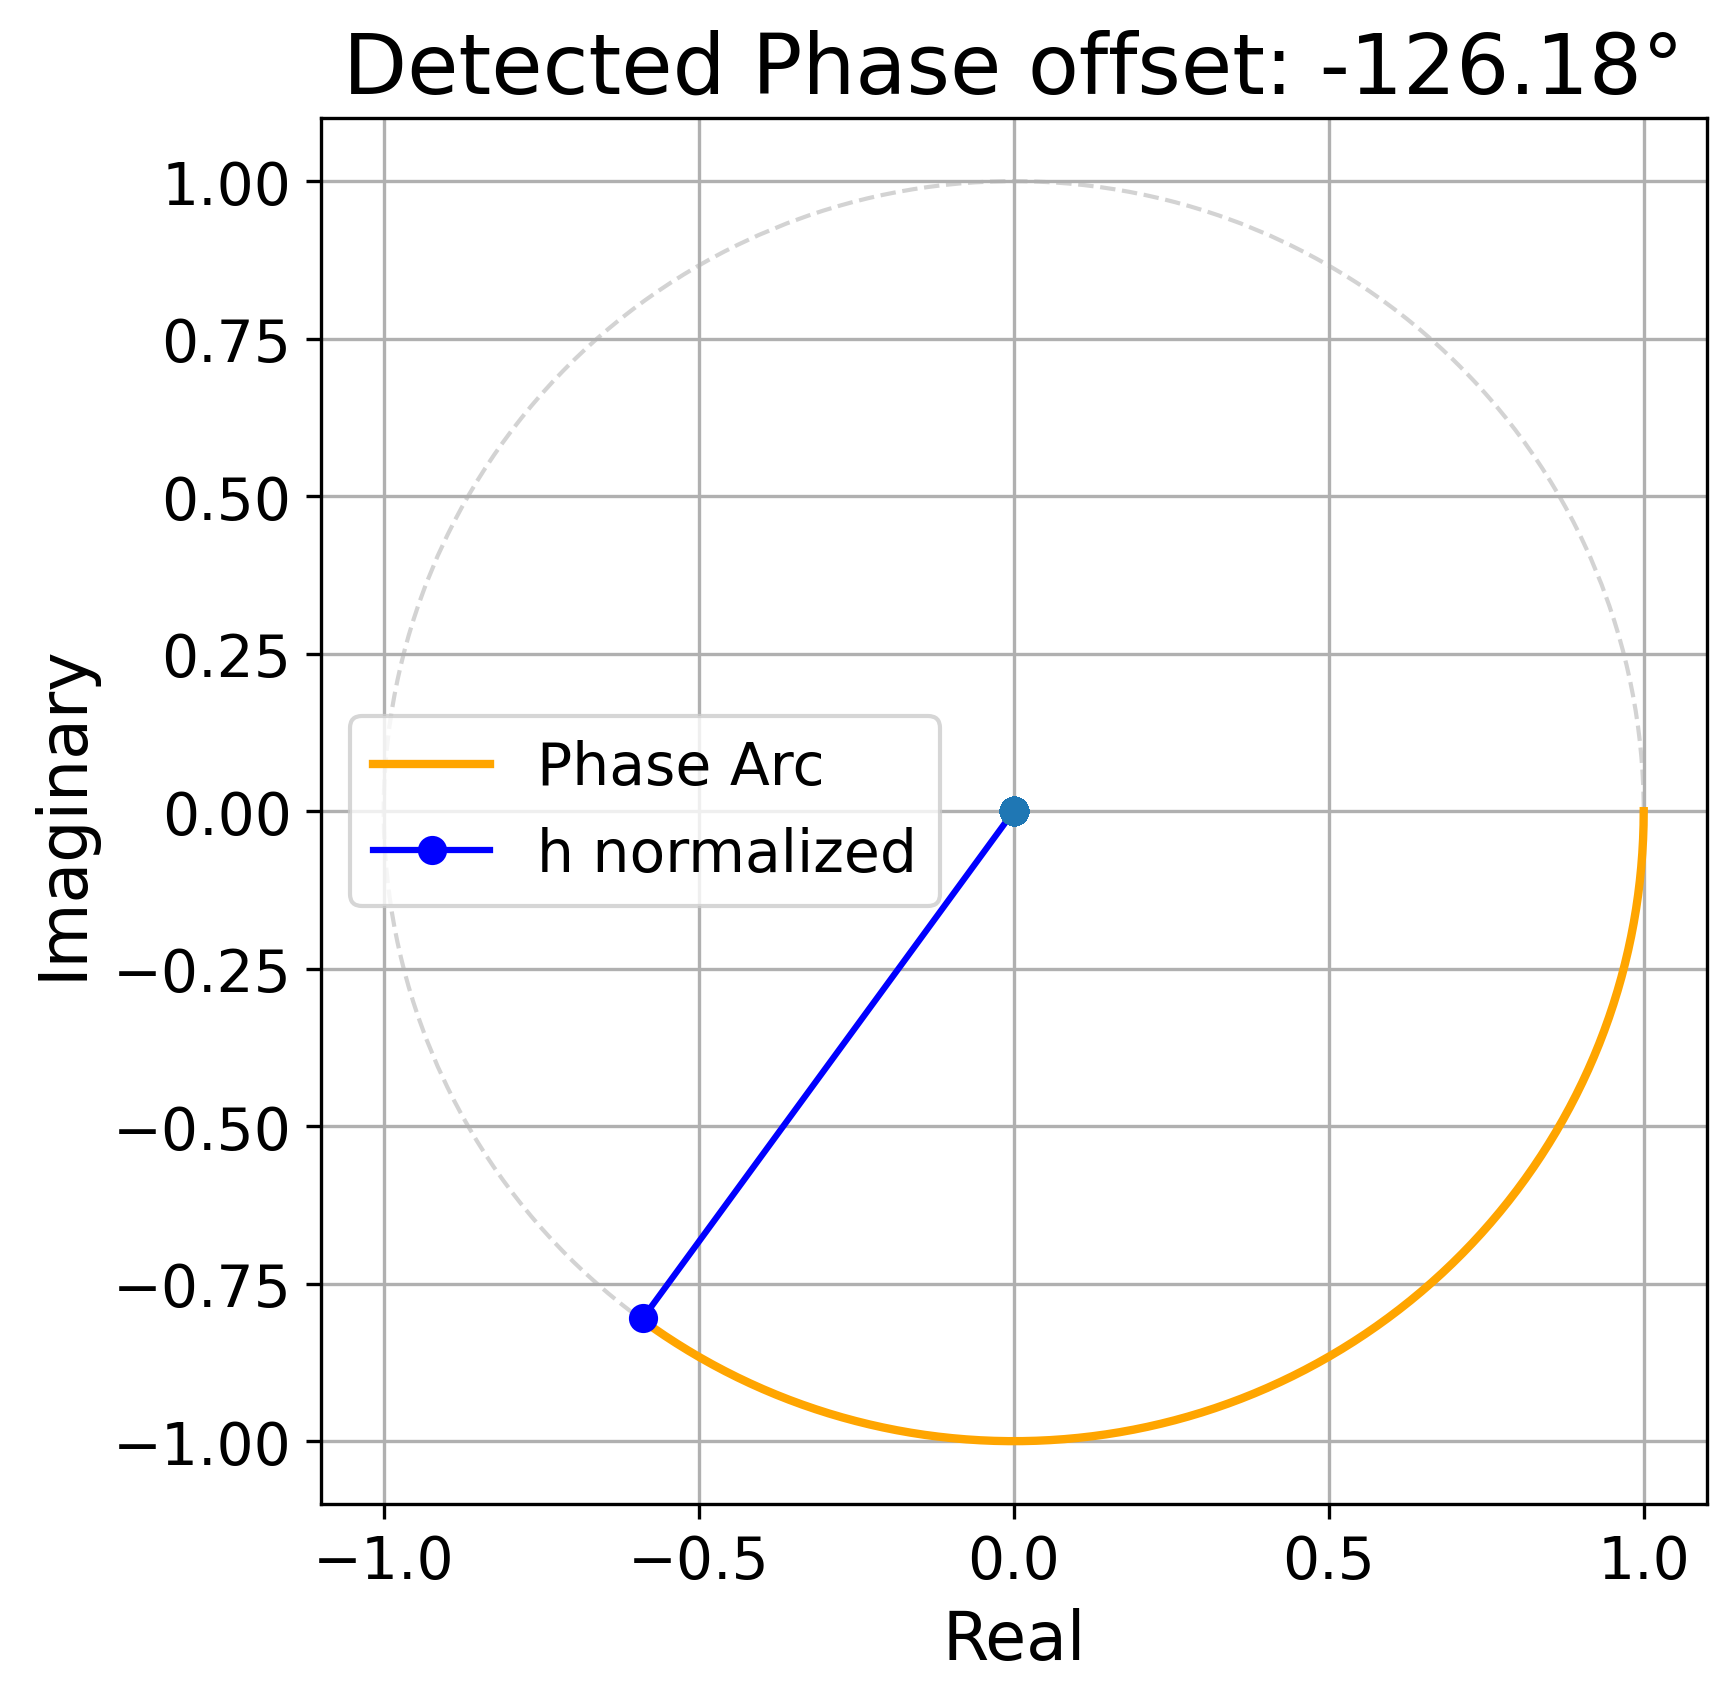 Detected Phase offset: -126.18°
1.00
0.75
0.50
0.25
0.00
−0.25
−0.50
−0.75
−1.00
Imaginary
Phase Arc
h normalized
−1.0 −0.5 0.0 0.5 1.0
Real